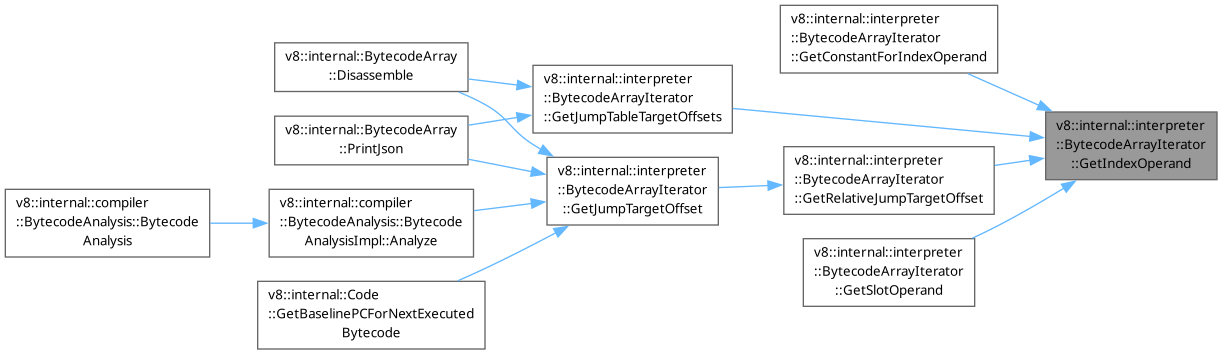 v8::internal::interpreter
::BytecodeArrayIterator
::GetConstantForIndexOperand
v8::internal::BytecodeArray
::Disassemble
v8::internal::interpreter
::BytecodeArrayIterator
::GetJumpTableTargetOffsets
v8::internal::interpreter
::BytecodeArrayIterator
::GetIndexOperand
v8::internal::BytecodeArray
::PrintJson
v8::internal::interpreter
::BytecodeArrayIterator
::GetRelativeJumpTargetOffset
v8::internal::interpreter
::BytecodeArrayIterator
::GetJumpTargetOffset
v8::internal::compiler
::BytecodeAnalysis::Bytecode
Analysis
v8::internal::compiler
::BytecodeAnalysis::Bytecode
AnalysisImpl::Analyze
v8::internal::interpreter
::BytecodeArrayIterator
::GetSlotOperand
v8::internal::Code
::GetBaselinePCForNextExecuted
Bytecode